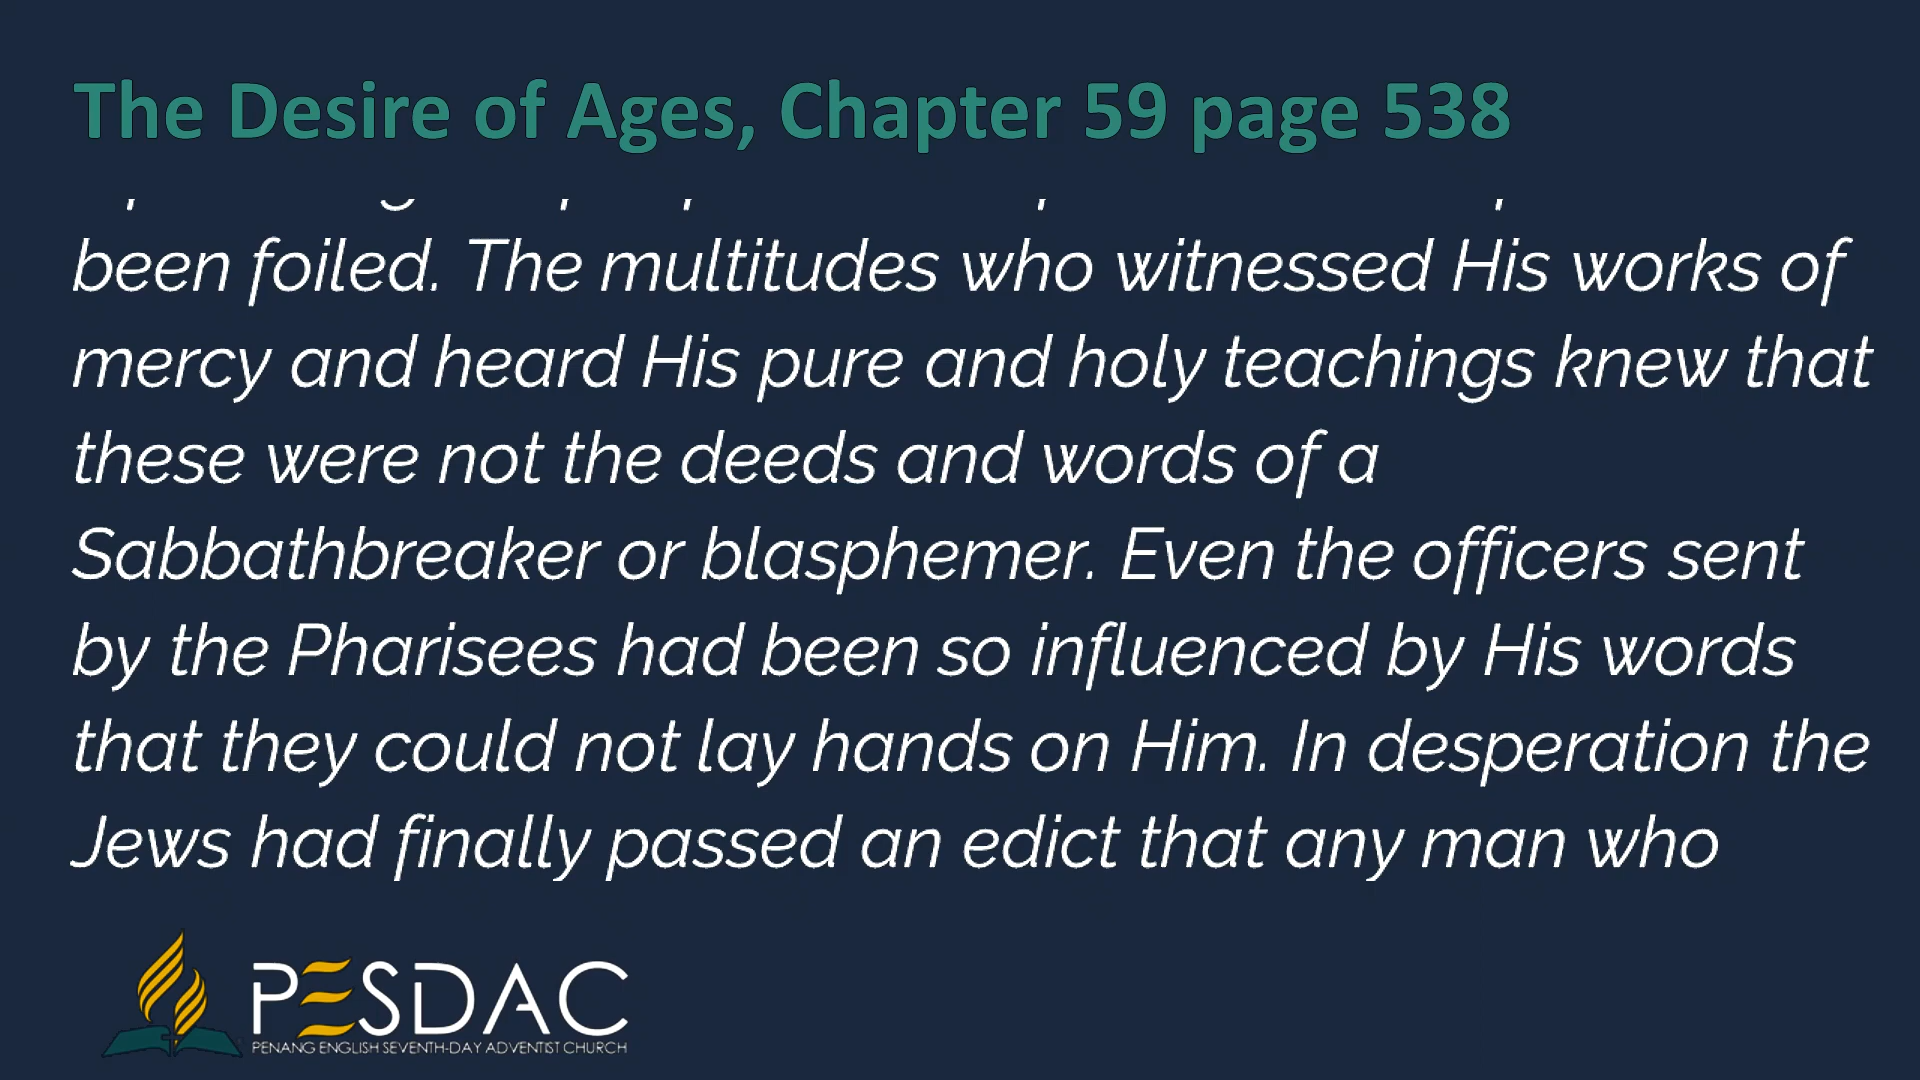 The Desire of Ages, Chapter 59 page 538
been foiled. The multitudes who witnessed His works of
mercy and heard His pure and holy teachings knew that
these were not the deeds and words of a
Sabbathbreaker or blasphemer. Even the officers sent
by the Pharisees had been so influenced by His words
that they could not lay hands on Him. In desperation the
Jews had finally passed an edict that any man who
PESDAC
PENANG ENGLISH SEVENTH-DAY ADVENTIST CHURCH